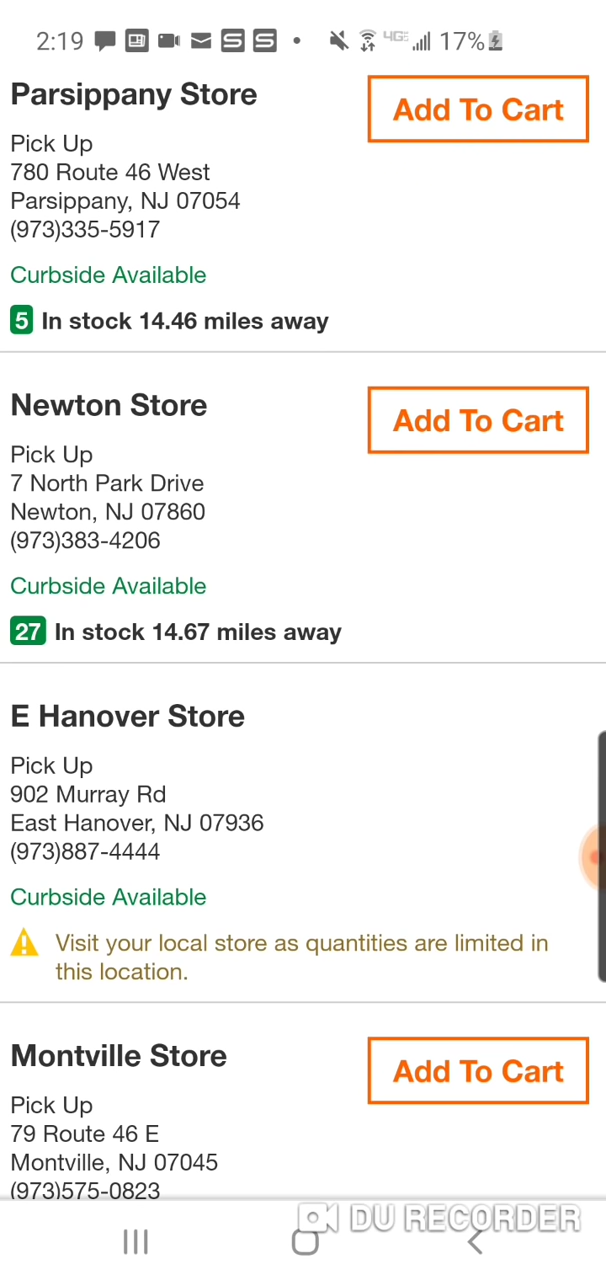 2:19 S S 4GE 17%
Parsippany Store
Add To Cart
Pick Up
780 Route 46 West
Parsippany, NJ 07054
(973)335-5917
Curbside Available
5 In stock 14.46 miles away
Newton Store
Add To Cart
Pick Up
7 North Park Drive
Newton, NJ 07860
(973)383-4206
Curbside Available
27 In stock 14.67 miles away
E Hanover Store
Pick Up
902 Murray Rd
East Hanover, NJ 07936
(973)887-4444
Curbside Available
Visit your local store as quantities are limited in
this location.
Montville Store
Add To Cart
Pick Up
79 Route 46 E
Montville, NJ 07045
(973)575-0823
DU RECORDER